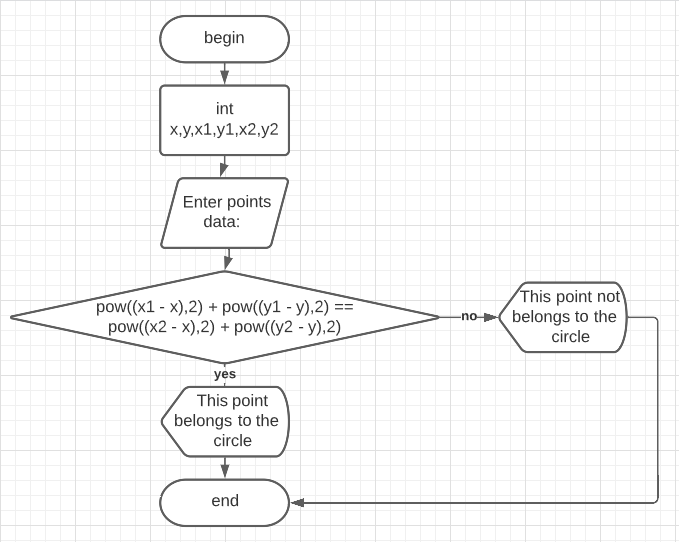 begin
int
x,y,x1,y1,x2,y2
Enter points
data:
pow((x1 - x),2) + pow((y1 - y),2) ==
pow((x2 - x),2) + pow((y2 - y),2)
no
This point not
belongs to the
circle
yes
This point
belongs to the
circle
end